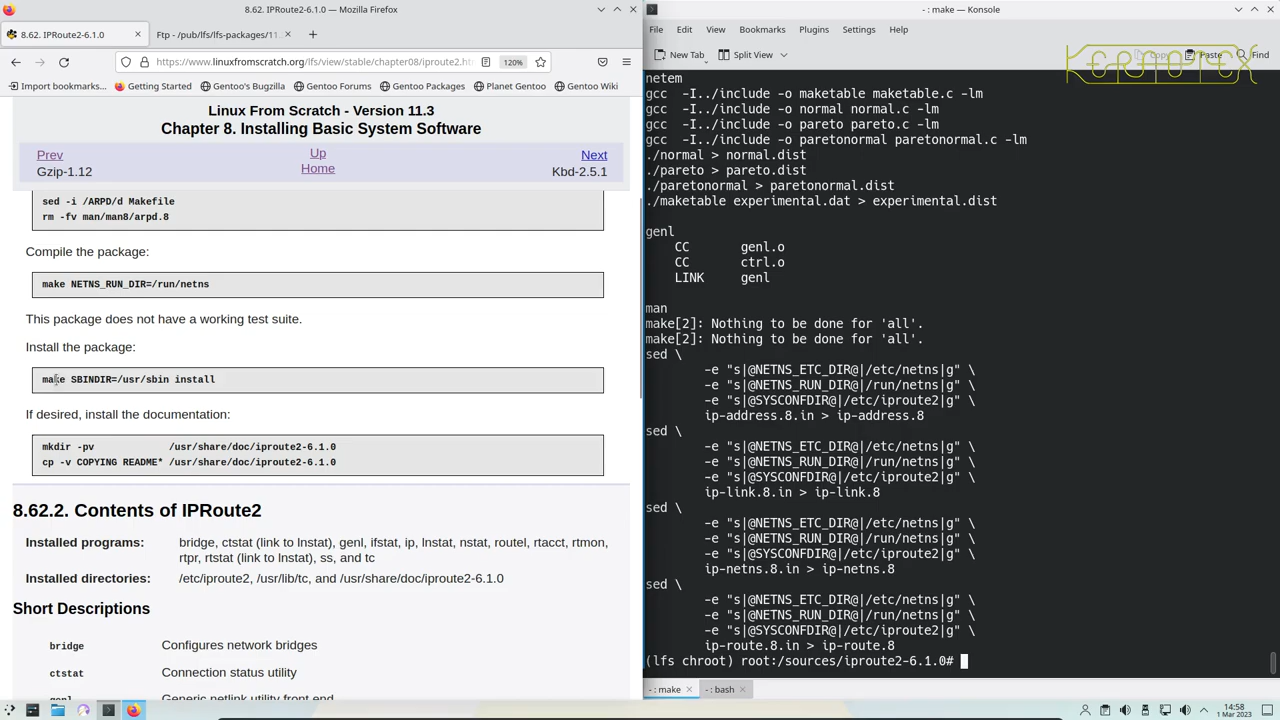 8.62. IPRoute2-6.1.0 — Mozilla Firefox
8.62. IPRoute2-6.1.0
Ftp - /pub/lfs/lfs-packages/11.
https://www.linuxfromscratch.org/lfs/view/stable/chapter08/iproute2.ht
120%
Import bookmarks...
Getting Started
Gentoo's Bugzilla
Gentoo Forums
Gentoo Packages
Planet Gentoo
Gentoo Wiki
Linux From Scratch - Version 11.3
Chapter 8. Installing Basic System Software
Prev
Up
Next
Gzip-1.12
Home
Kbd-2.5.1
sed -i /ARPD/d Makefile
rm -fv man/man8/arpd.8
Compile the package:
make NETNS_RUN_DIR=/run/netns
This package does not have a working test suite.
Install the package:
make SBINDIR=/usr/sbin install
If desired, install the documentation:
mkdir -pv             /usr/share/doc/iproute2-6.1.0
cp -v COPYING README* /usr/share/doc/iproute2-6.1.0
8.62.2. Contents of IPRoute2
Installed programs: bridge, ctstat (link to lnstat), genl, ifstat, ip, lnstat, nstat, routel, rtacct, rtmon,
rtpr, rtstat (link to lnstat), ss, and tc
Installed directories: /etc/iproute2, /usr/lib/tc, and /usr/share/doc/iproute2-6.1.0
Short Descriptions
bridge Configures network bridges
ctstat Connection status utility
genl Generic netlink utility front end
- : make — Konsole
File Edit View Bookmarks Plugins Settings Help
New Tab
Split View
Copy
Paste
Find
KERNOTEX
netem
gcc  -I../include -o maketable maketable.c -lm
gcc  -I../include -o normal normal.c -lm
gcc  -I../include -o pareto pareto.c -lm
gcc  -I../include -o paretonormal paretonormal.c -lm
./normal > normal.dist
./pareto > pareto.dist
./paretonormal > paretonormal.dist
./maketable experimental.dat > experimental.dist
genl
CC       genl.o
CC       ctrl.o
LINK     genl
man
make[2]: Nothing to be done for 'all'.
make[2]: Nothing to be done for 'all'.
sed \
-e "s|@NETNS_ETC_DIR@|/etc/netns|g" \
-e "s|@NETNS_RUN_DIR@|/run/netns|g" \
-e "s|@SYSCONFDIR@|/etc/iproute2|g" \
ip-address.8.in > ip-address.8
sed \
-e "s|@NETNS_ETC_DIR@|/etc/netns|g" \
-e "s|@NETNS_RUN_DIR@|/run/netns|g" \
-e "s|@SYSCONFDIR@|/etc/iproute2|g" \
ip-link.8.in > ip-link.8
sed \
-e "s|@NETNS_ETC_DIR@|/etc/netns|g" \
-e "s|@NETNS_RUN_DIR@|/run/netns|g" \
-e "s|@SYSCONFDIR@|/etc/iproute2|g" \
ip-netns.8.in > ip-netns.8
sed \
-e "s|@NETNS_ETC_DIR@|/etc/netns|g" \
-e "s|@NETNS_RUN_DIR@|/run/netns|g" \
-e "s|@SYSCONFDIR@|/etc/iproute2|g" \
ip-route.8.in > ip-route.8
(lfs chroot) root:/sources/iproute2-6.1.0#
- : make
- : bash
14:58
1 Mar 2023